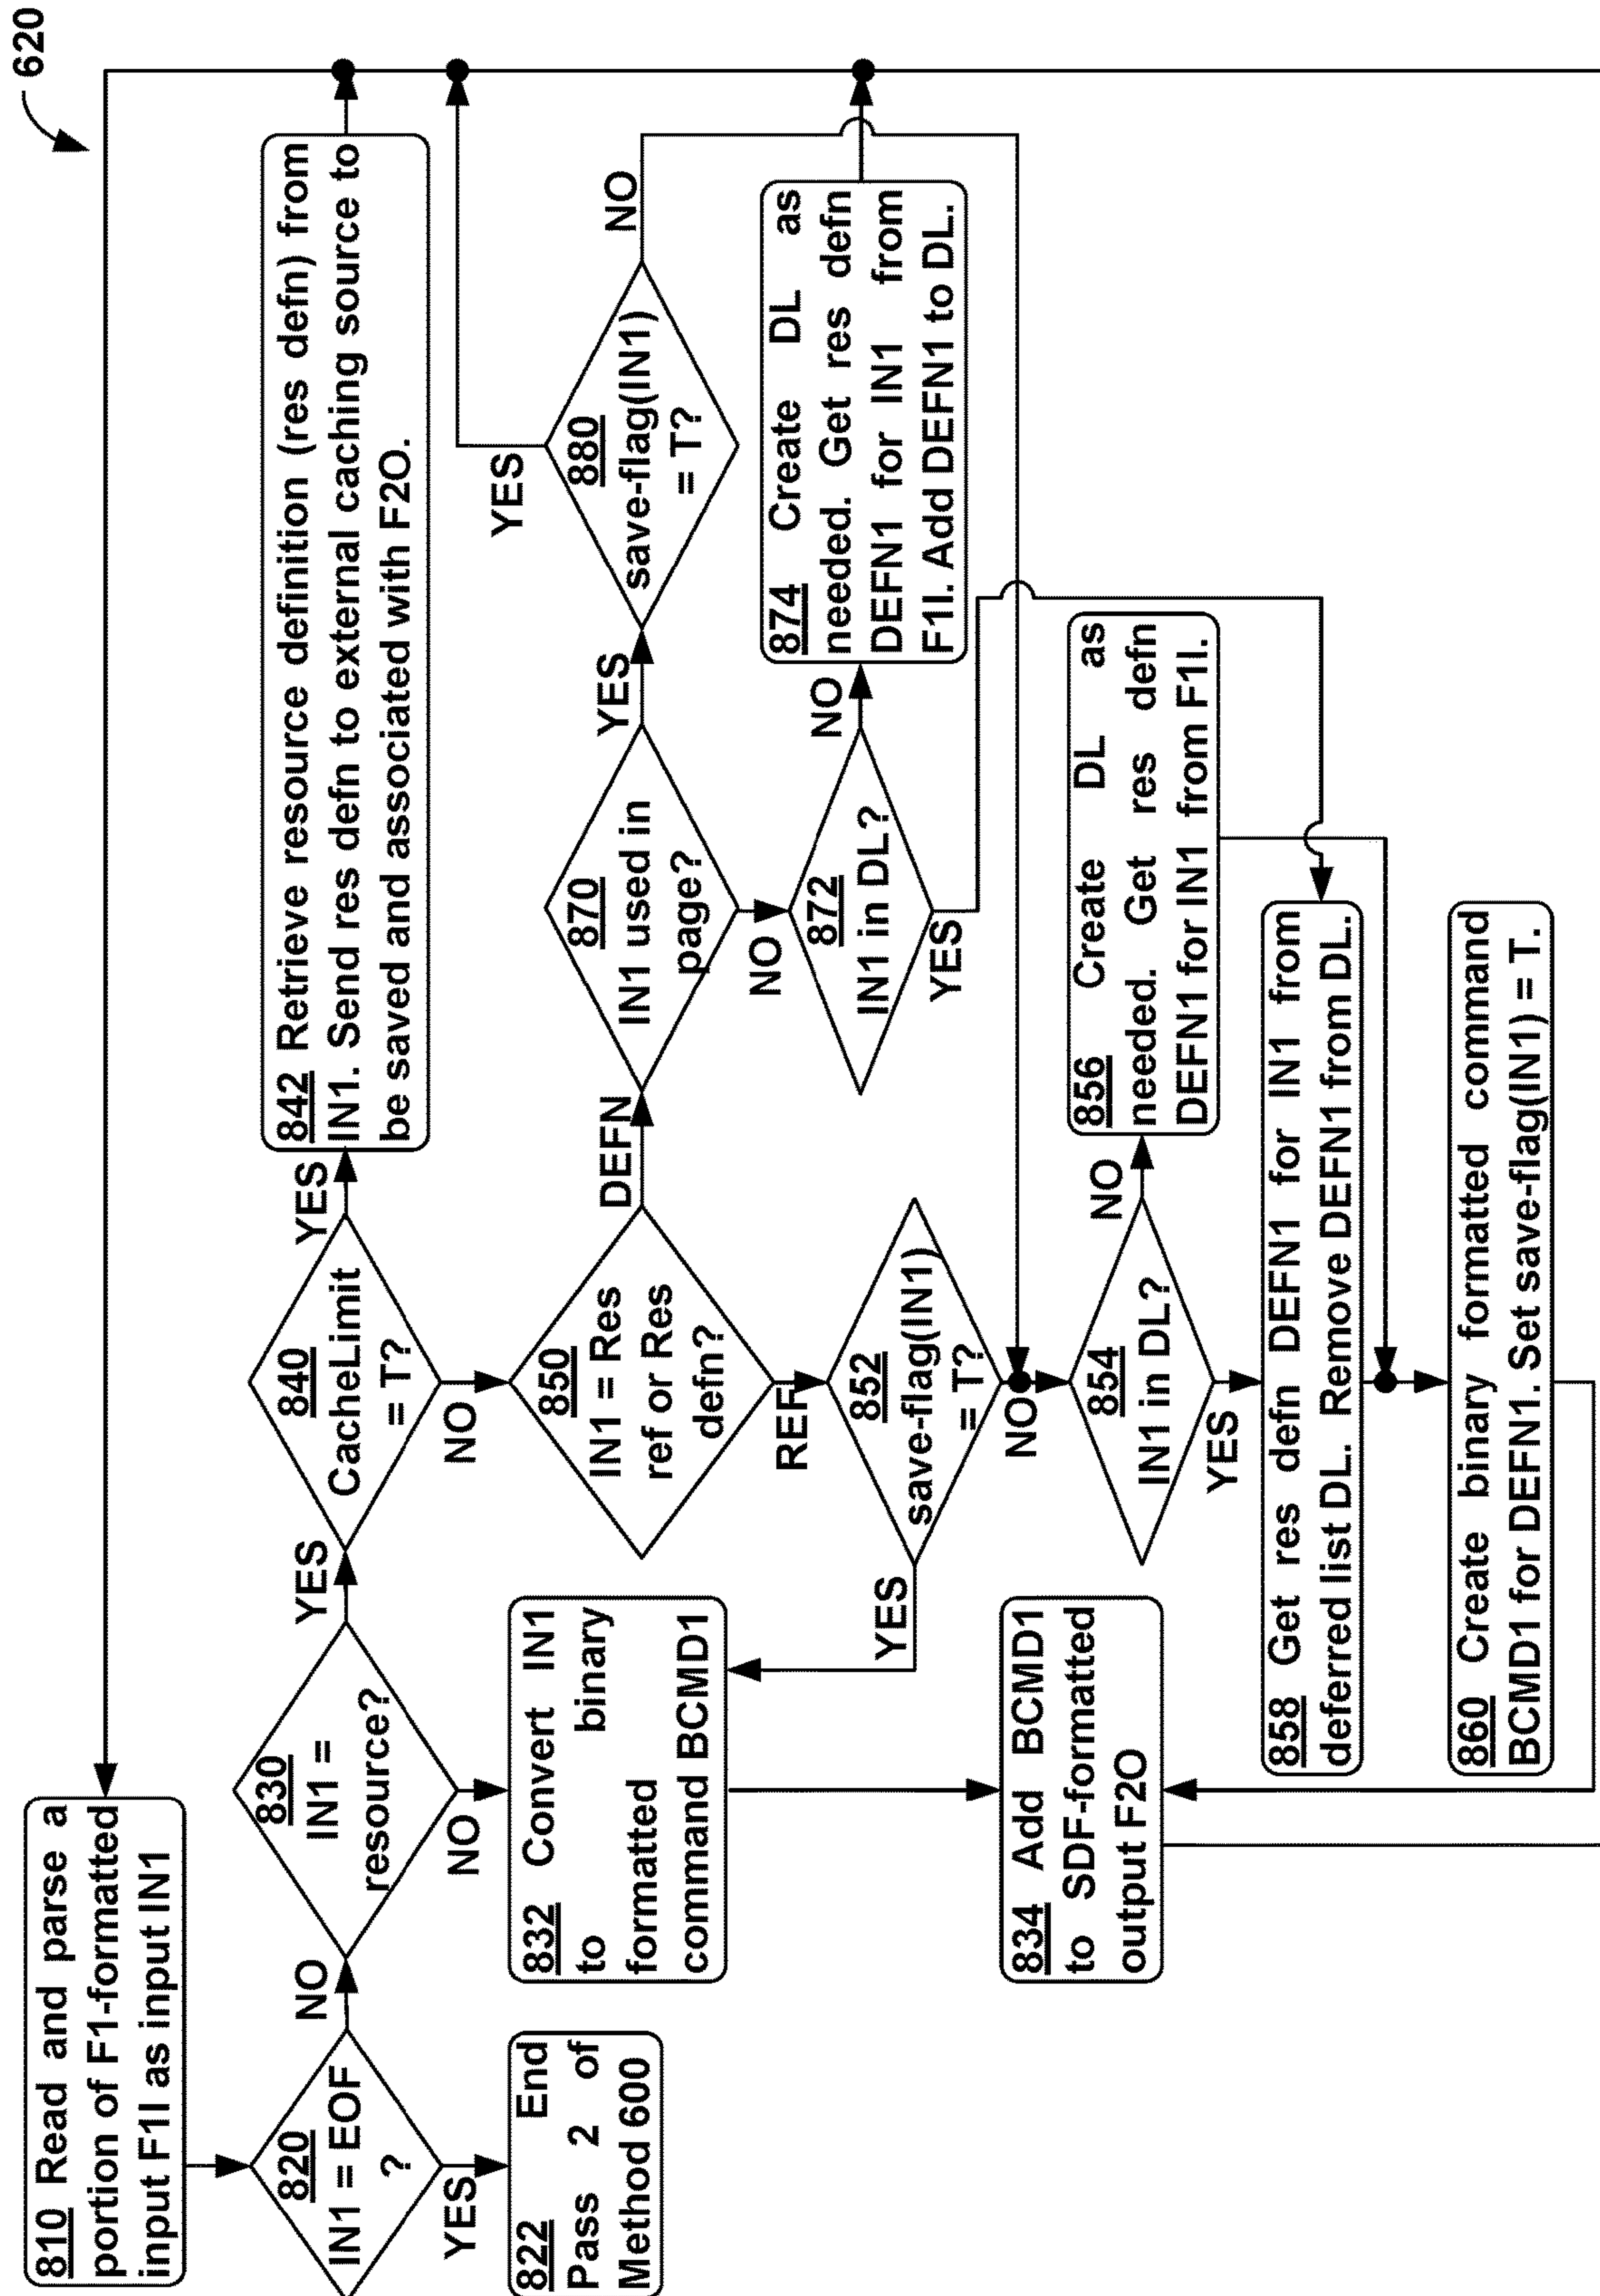 620
810 Read and parse a
portion of F1-formatted
input F1I as input IN1
820
IN1 = EOF
?
YES
NO
822 End
Pass 2 of
Method 600
830
IN1 =
resource?
YES
NO
832 Convert IN1
to binary
formatted
command BCMD1
834 Add BCMD1
to SDF-formatted
output F2O
840
CacheLimit
= T?
YES
NO
842 Retrieve resource definition (res defn) from
IN1. Send res defn to external caching source to
be saved and associated with F2O.
850
IN1 = Res
ref or Res
defn?
DEFN
REF
852
save-flag(IN1)
= T?
YES
NO
854
IN1 in DL?
NO
YES
856 Create DL as
needed. Get res defn
DEFN1 for IN1 from F1I.
858 Get res defn DEFN1 for IN1 from
deferred list DL. Remove DEFN1 from DL.
860 Create binary formatted command
BCMD1 for DEFN1. Set save-flag(IN1) = T.
870
IN1 used in
page?
YES
NO
872
IN1 in DL?
NO
YES
874 Create DL as
needed. Get res defn
DEFN1 for IN1 from
F1I. Add DEFN1 to DL.
880
save-flag(IN1)
= T?
YES
NO